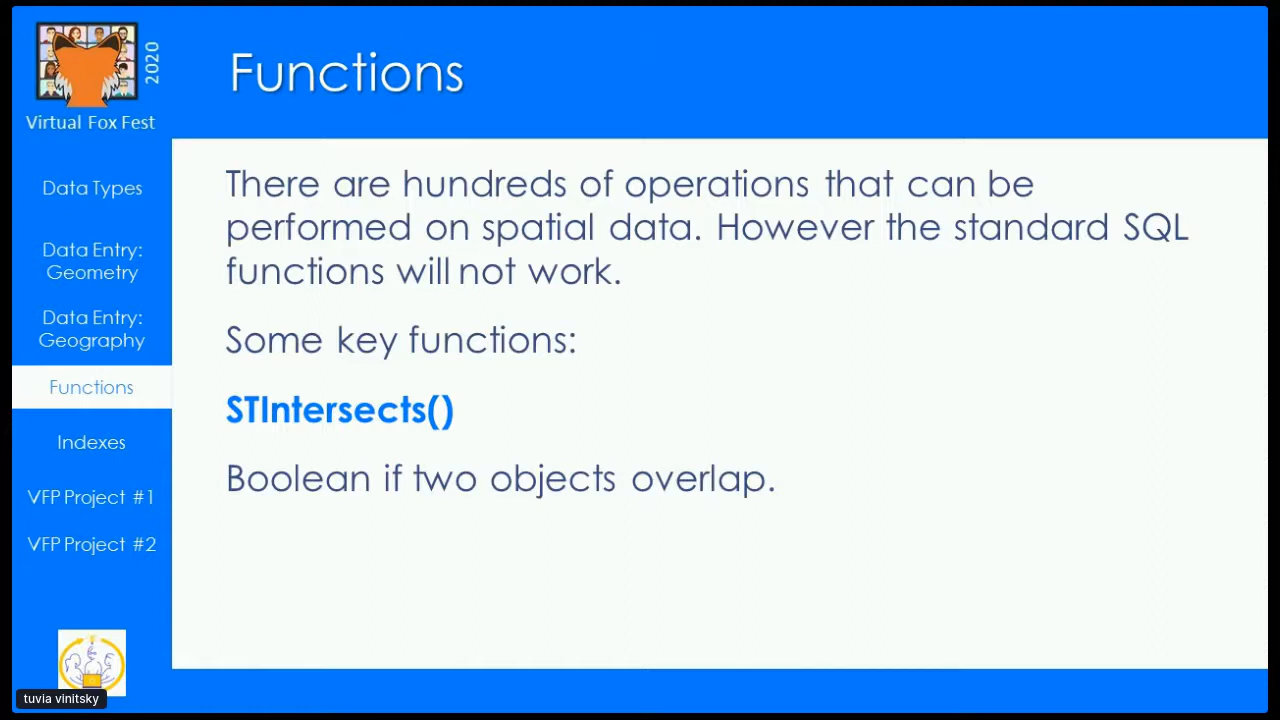 2020
Virtual Fox Fest
Functions
Data Types
Data Entry:
Geometry
Data Entry:
Geography
Functions
Indexes
VFP Project #1
VFP Project #2
There are hundreds of operations that can be
performed on spatial data. However the standard SQL
functions will not work.
Some key functions:
STIntersects()
Boolean if two objects overlap.
tuvia vinitsky